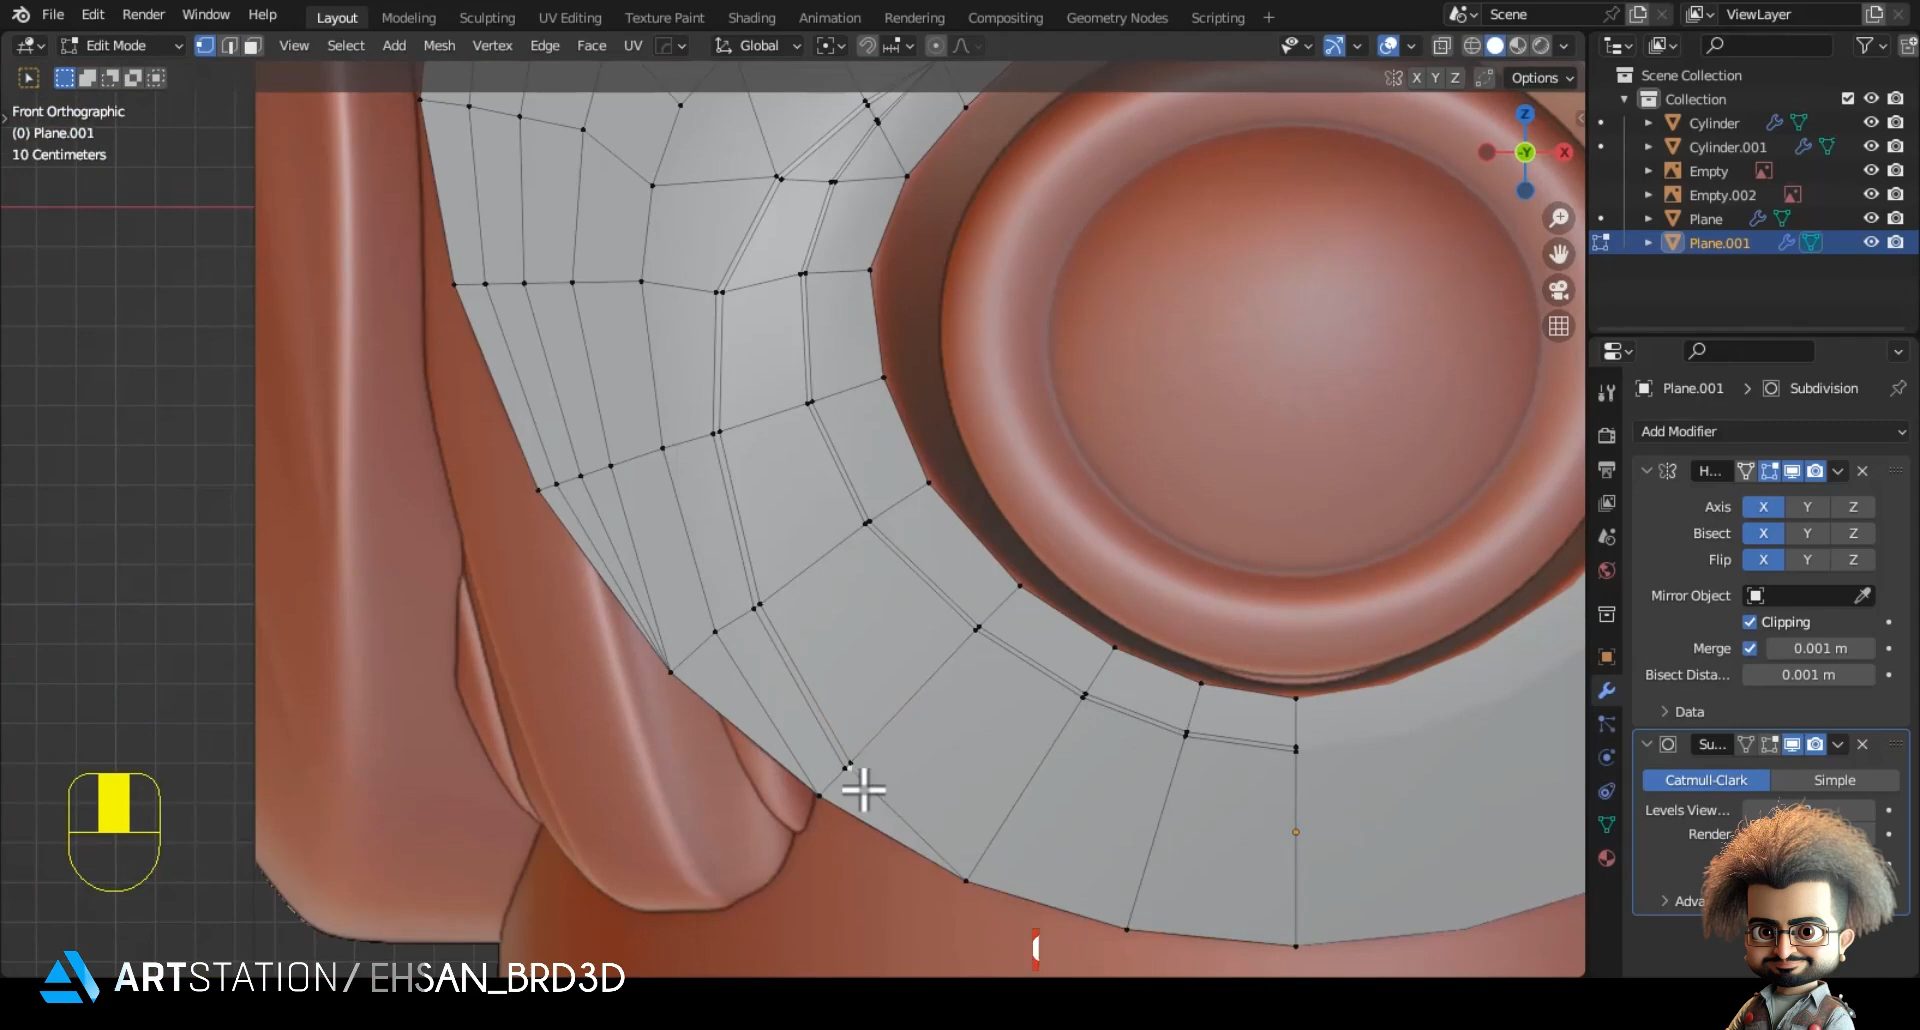 File Edit Render Window Help Layout Modeling Sculpting UV Editing Texture Paint Shading Animation Rendering Compositing Geometry Nodes Scripting + Scene ViewLayer
Edit Mode View Select Add Mesh Vertex Edge Face UV Global
X Y Z Options
Front Orthographic
(0) Plane.001
10 Centimeters
Z
-Y X
Scene Collection
Collection
Cylinder
Cylinder.001
Empty
Empty.002
Plane
Plane.001
Plane.001 > Subdivision
Add Modifier
H...
Axis X Y Z
Bisect X Y Z
Flip X Y Z
Mirror Object
Clipping
Merge 0.001 m
Bisect Dista... 0.001 m
Data
Su...
Catmull-Clark Simple
Levels View...
Render
Adva
ARTSTATION/ EHSAN_BRD3D